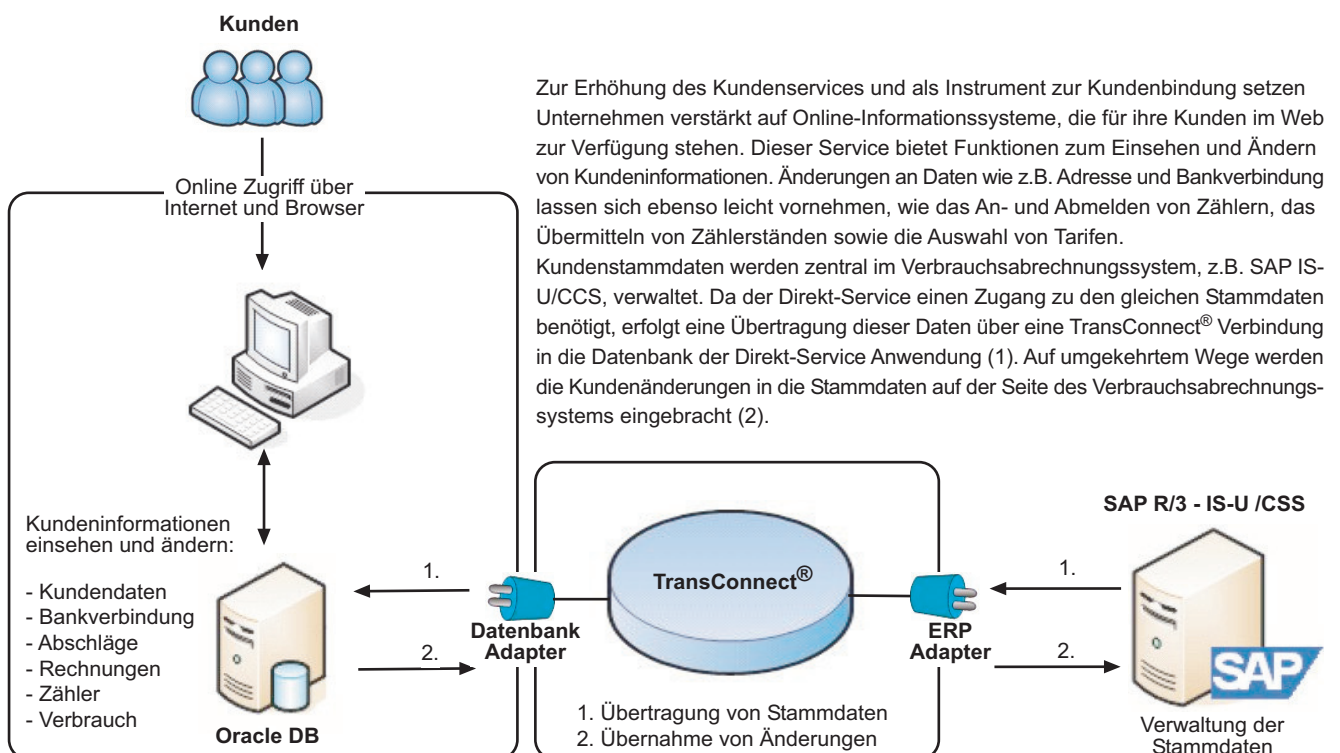 Kunden
Zur Erhöhung des Kundenservices und als Instrument zur Kundenbindung setzen
Unternehmen verstärkt auf Online-Informationssysteme, die für ihre Kunden im Web
zur Verfügung stehen. Dieser Service bietet Funktionen zum Einsehen und Ändern
von Kundeninformationen. Änderungen an Daten wie z.B. Adresse und Bankverbindung
lassen sich ebenso leicht vornehmen, wie das An- und Abmelden von Zählern, das
Übermitteln von Zählerständen sowie die Auswahl von Tarifen.
Kundenstammdaten werden zentral im Verbrauchsabrechnungssystem, z.B. SAP IS-
U/CCS, verwaltet. Da der Direkt-Service einen Zugang zu den gleichen Stammdaten
benötigt, erfolgt eine Übertragung dieser Daten über eine TransConnect® Verbindung
in die Datenbank der Direkt-Service Anwendung (1). Auf umgekehrtem Wege werden
die Kundenänderungen in die Stammdaten auf der Seite des Verbrauchsabrechnungs-
systems eingebracht (2).
Online Zugriff über
Internet und Browser
Kundeninformationen
einsehen und ändern:
- Kundendaten
- Bankverbindung
- Abschläge
- Rechnungen
- Zähler
- Verbrauch
Oracle DB
1.
2.
Datenbank
Adapter
TransConnect®
1. Übertragung von Stammdaten
2. Übernahme von Änderungen
ERP
Adapter
1.
2.
SAP R/3 - IS-U /CSS
SAP
Verwaltung der
Stammdaten